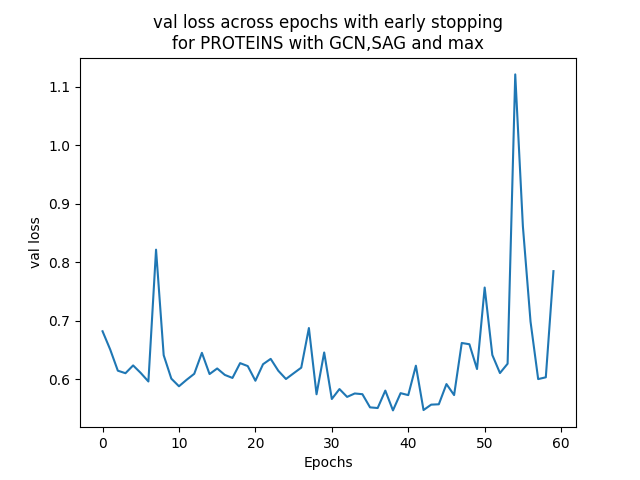 val loss across epochs with early stopping
for PROTEINS with GCN,SAG and max
1.1
1.0
0.9
0.8
0.7
0.6
val loss
0 10 20 30 40 50 60
Epochs